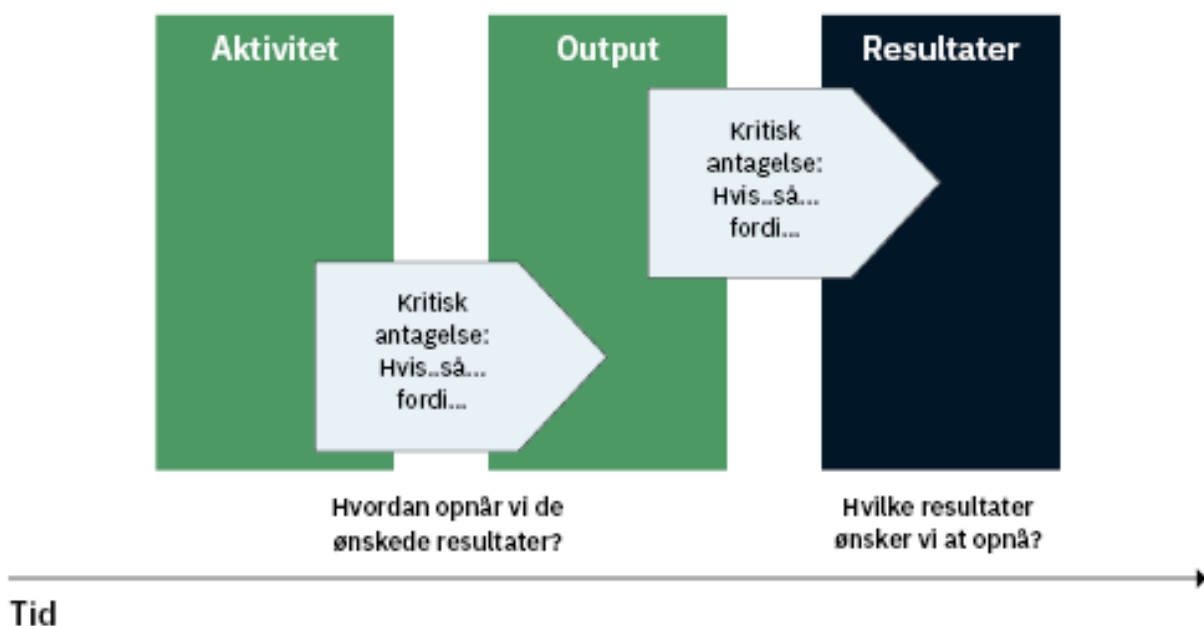 Aktivitet
Output
Resultater
Kritisk
antagelse:
Hvis..så...
fordi...
Kritisk
antagelse:
Hvis..så...
fordi...
Hvordan opnår vi de
ønskede resultater?
Hvilke resultater
ønsker vi at opnå?
Tid